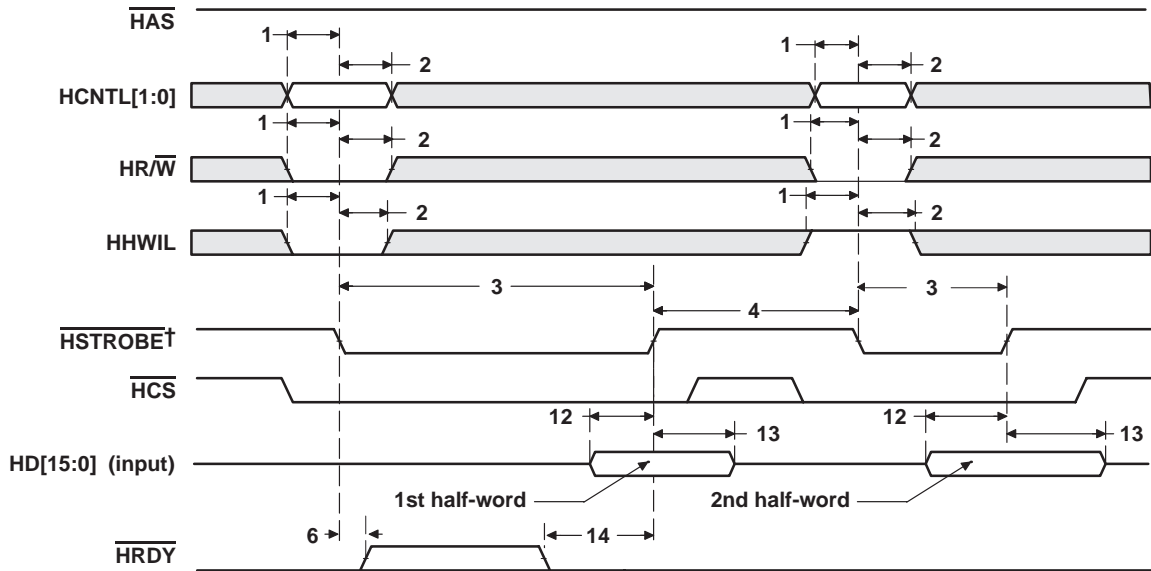 HAS
1
2
1
2
HCNTL[1:0]
1
2
1
2
HR/W
1
2
1
2
HHWIL
3
3
4
HSTROBE†
HCS
12
13
12
13
HD[15:0] (input)
1st half-word
2nd half-word
6
14
HRDY